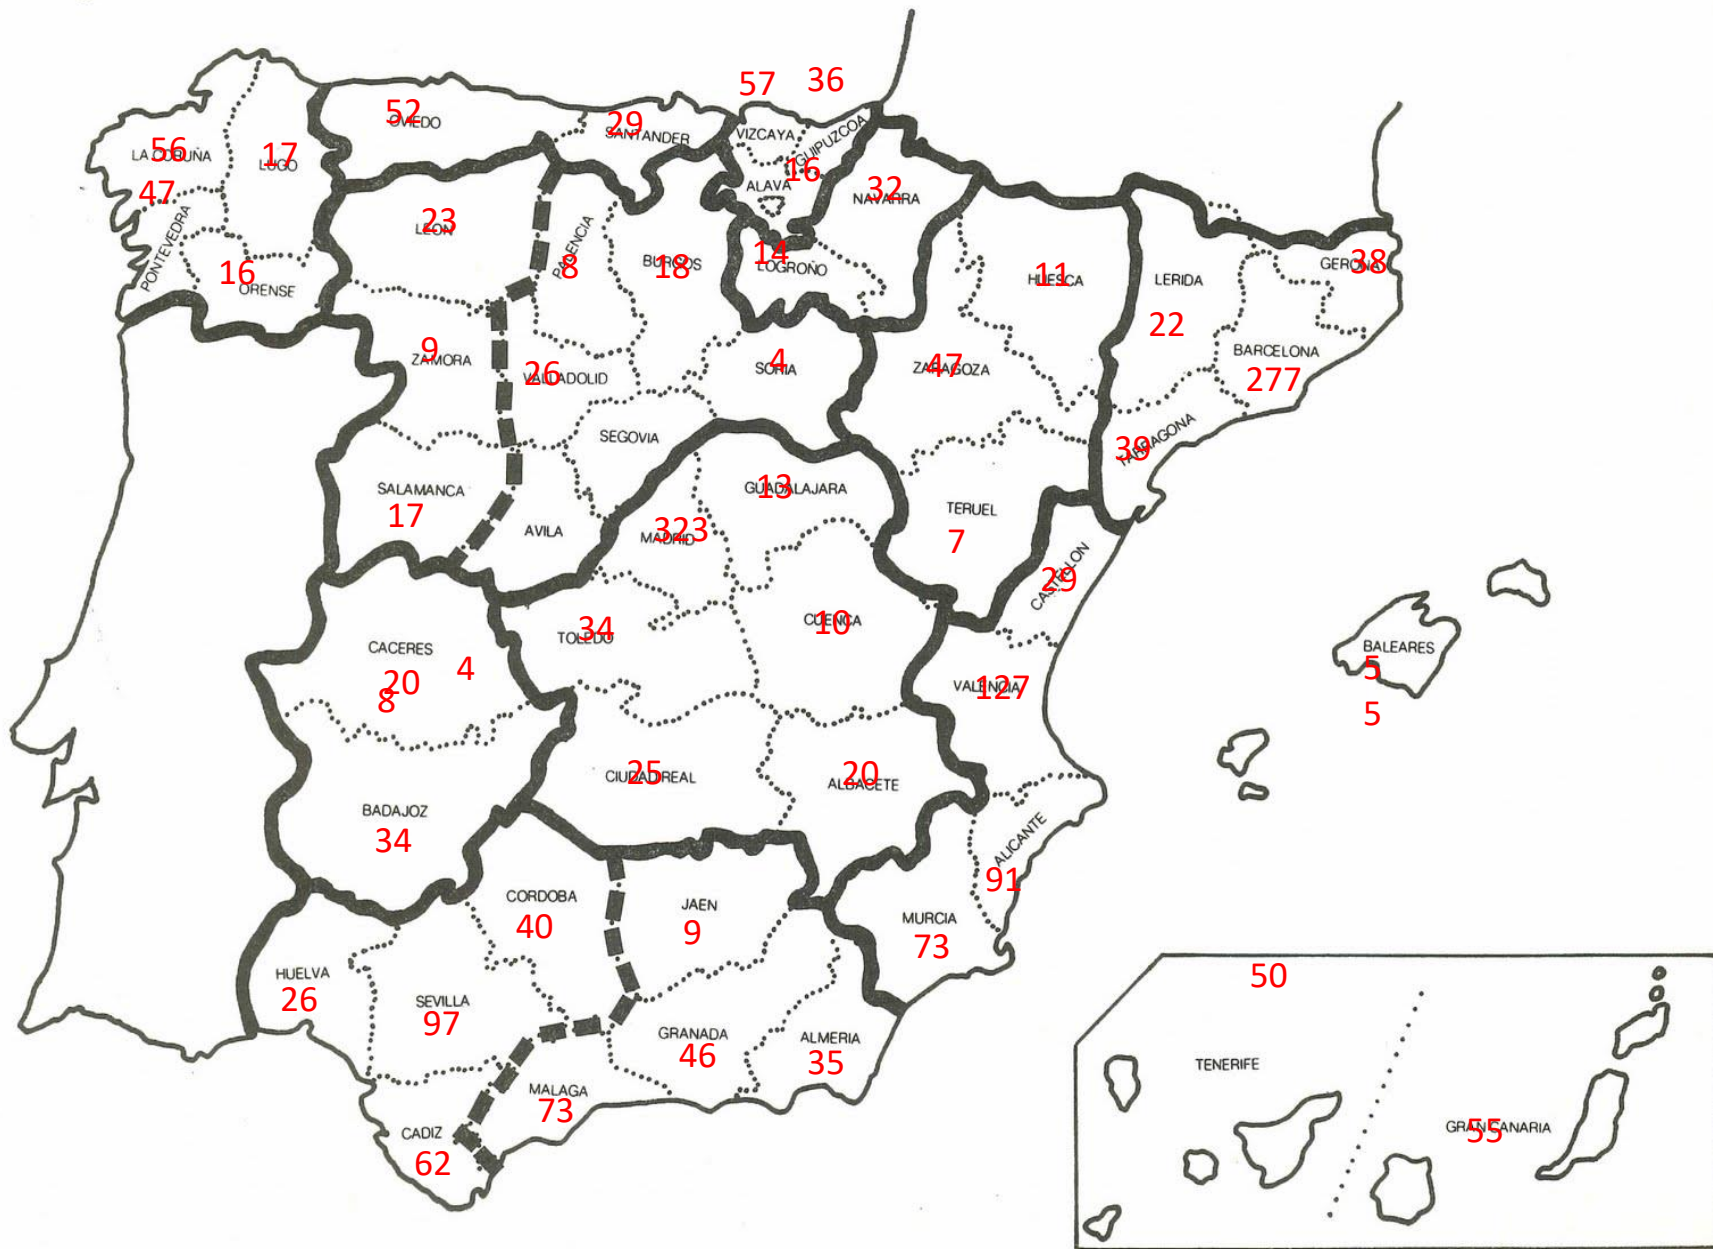 57
36
52
OVIEDO
29
SANTANDER
VIZCAYA
GUIPUZCOA
56
LA CORUÑA
17
LUGO
16
ALAVA
47
32
NAVARRA
PONTEVEDRA
23
LEON
PALENCIA
8
18
BURGOS
14
LOGROÑO
16
ORENSE
11
HUESCA
LERIDA
22
38
GERONA
9
ZAMORA
26
VALLADOLID
4
SORIA
47
ZARAGOZA
BARCELONA
277
SEGOVIA
39
TARRAGONA
SALAMANCA
17
AVILA
323
MADRID
13
GUADALAJARA
TERUEL
7
29
CASTELLON
CACERES
20
4
8
34
TOLEDO
10
CUENCA
127
VALENCIA
BALEARES
5
5
BADAJOZ
34
25
CIUDAD REAL
20
ALBACETE
ALICANTE
91
CORDOBA
40
JAEN
9
MURCIA
73
HUELVA
26
SEVILLA
97
GRANADA
46
ALMERIA
35
MALAGA
73
CADIZ
62
50
TENERIFE
55
GRAN CANARIA